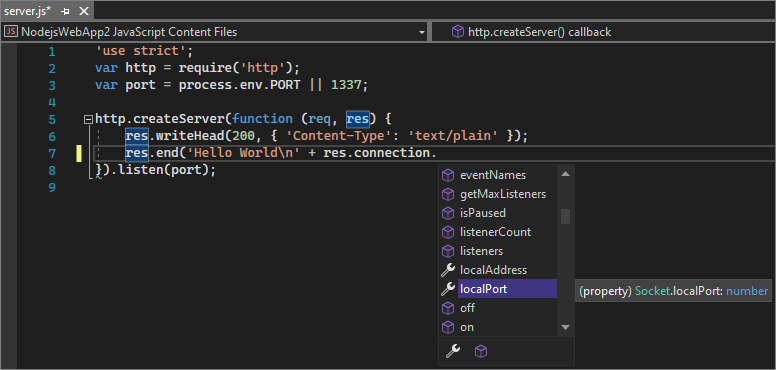 server.js*
JS NodejsWebApp2 JavaScript Content Files
http.createServer() callback
1 'use strict';
2 var http = require('http');
3 var port = process.env.PORT || 1337;
4
5 http.createServer(function (req, res) {
6 res.writeHead(200, { 'Content-Type': 'text/plain' });
7 res.end('Hello World\n' + res.connection.
8 }).listen(port);
9
eventNames
getMaxListeners
isPaused
listenerCount
listeners
localAddress
localPort
(property) Socket.localPort: number
off
on